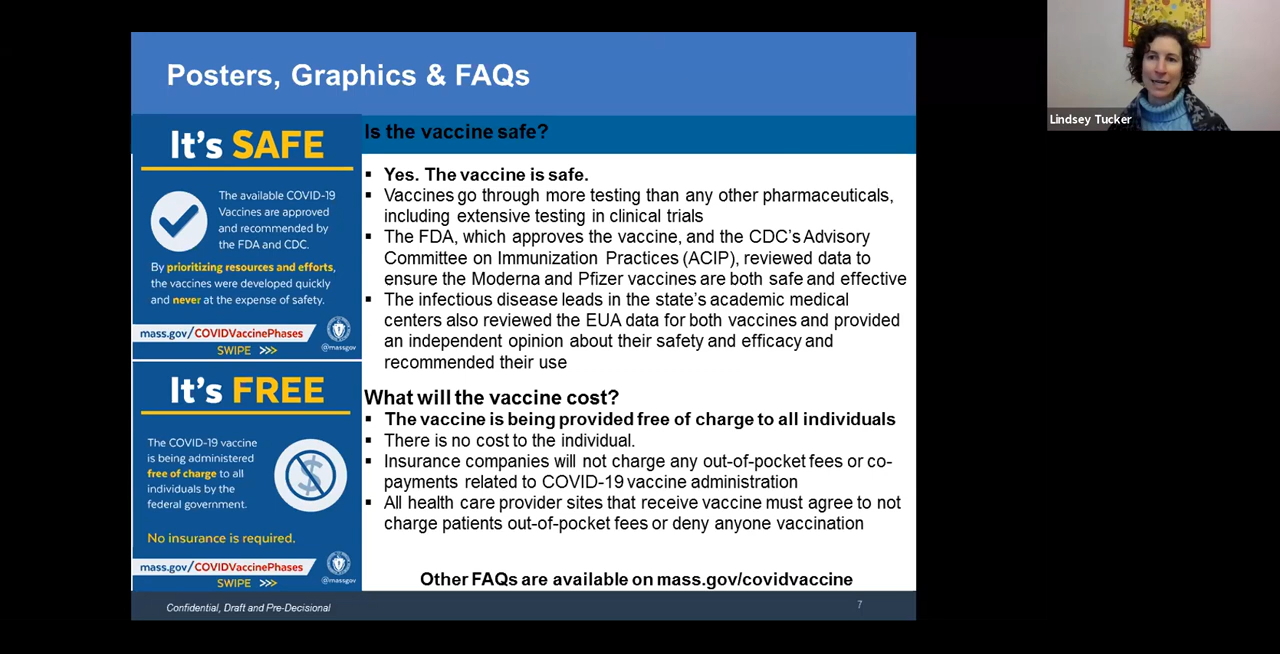 Posters, Graphics & FAQs
It's SAFE
The available COVID-19
Vaccines are approved
and recommended by
the FDA and CDC.
By prioritizing resources and efforts,
the vaccines were developed quickly
and never at the expense of safety.
mass.gov/COVIDVaccinePhases
SWIPE >>>
@massgov
It's FREE
The COVID-19 vaccine
is being administered
free of charge to all
individuals by the
federal government.
No insurance is required.
mass.gov/COVIDVaccinePhases
SWIPE >>>
@massgov
Is the vaccine safe?
▪ Yes. The vaccine is safe.
▪ Vaccines go through more testing than any other pharmaceuticals,
including extensive testing in clinical trials
▪ The FDA, which approves the vaccine, and the CDC's Advisory
Committee on Immunization Practices (ACIP), reviewed data to
ensure the Moderna and Pfizer vaccines are both safe and effective
▪ The infectious disease leads in the state's academic medical
centers also reviewed the EUA data for both vaccines and provided
an independent opinion about their safety and efficacy and
recommended their use
What will the vaccine cost?
▪ The vaccine is being provided free of charge to all individuals
▪ There is no cost to the individual.
▪ Insurance companies will not charge any out-of-pocket fees or co-
payments related to COVID-19 vaccine administration
▪ All health care provider sites that receive vaccine must agree to not
charge patients out-of-pocket fees or deny anyone vaccination
Other FAQs are available on mass.gov/covidvaccine
Confidential, Draft and Pre-Decisional
7
Lindsey Tucker